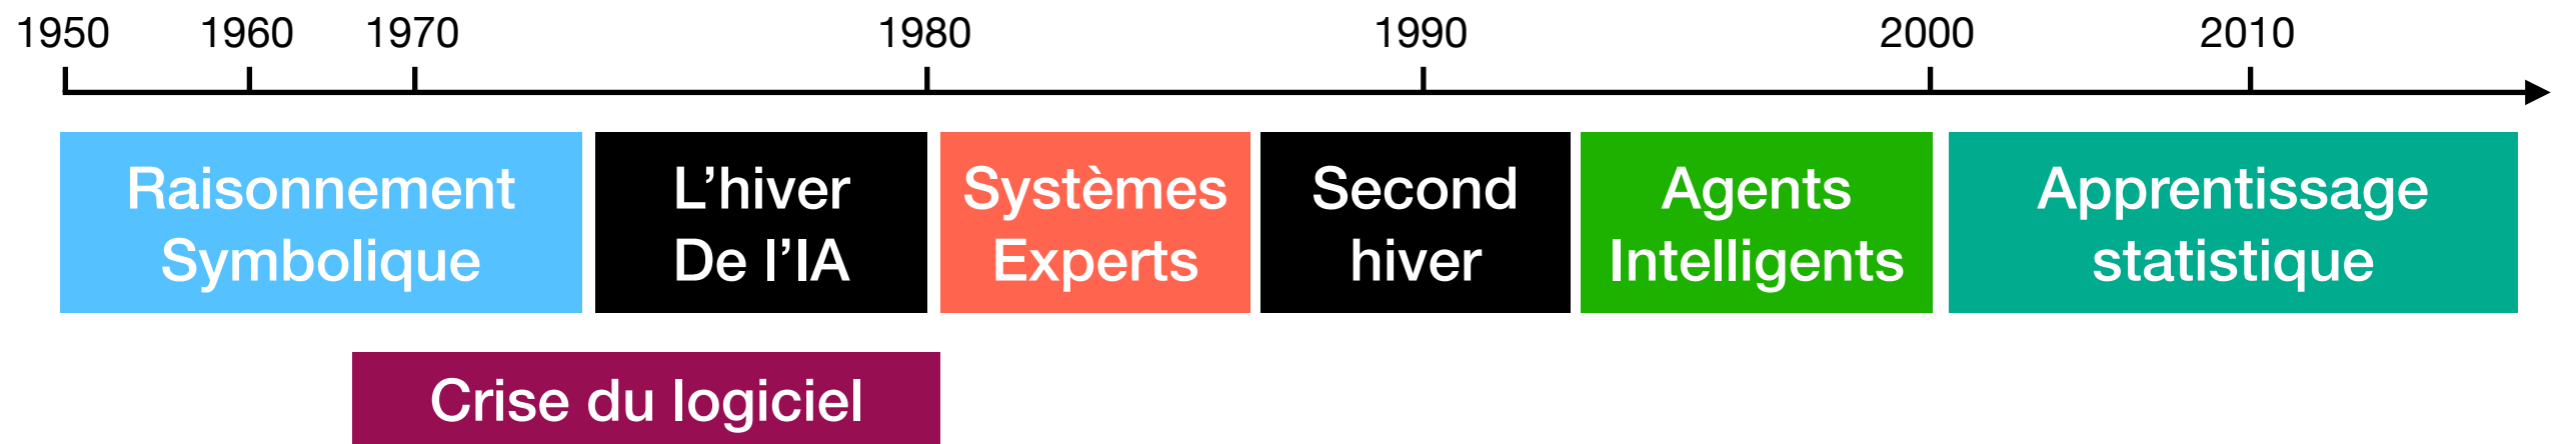 1950 1960 1970 1980 1990 2000 2010
Raisonnement
Symbolique
L’hiver
De l’IA
Systèmes
Experts
Second
hiver
Agents
Intelligents
Apprentissage
statistique
Crise du logiciel